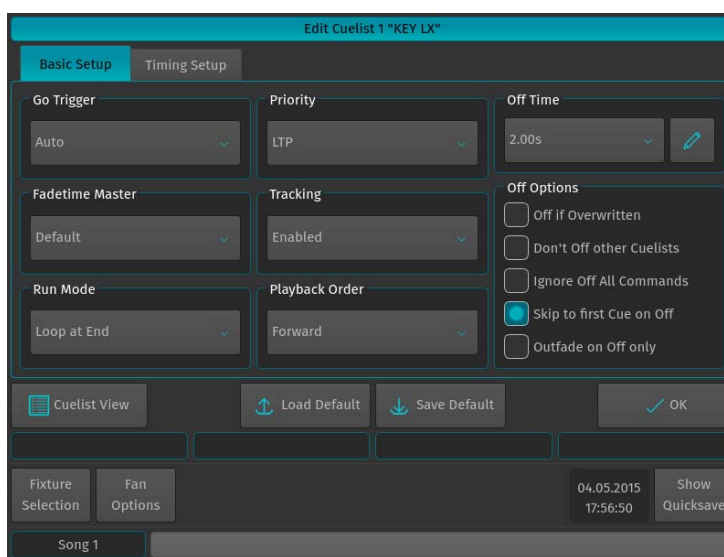 Edit Cuelist 1 "KEY LX"
Basic Setup
Timing Setup
Go Trigger
Auto
Priority
LTP
Off Time
2.00s
Fadetime Master
Default
Tracking
Enabled
Off Options
Off if Overwritten
Don't Off other Cuelists
Ignore Off All Commands
Skip to first Cue on Off
Outfade on Off only
Run Mode
Loop at End
Playback Order
Forward
Cuelist View
Load Default
Save Default
OK
Fixture
Selection
Fan
Options
04.05.2015
17:56:50
Show
Quicksave
Song 1